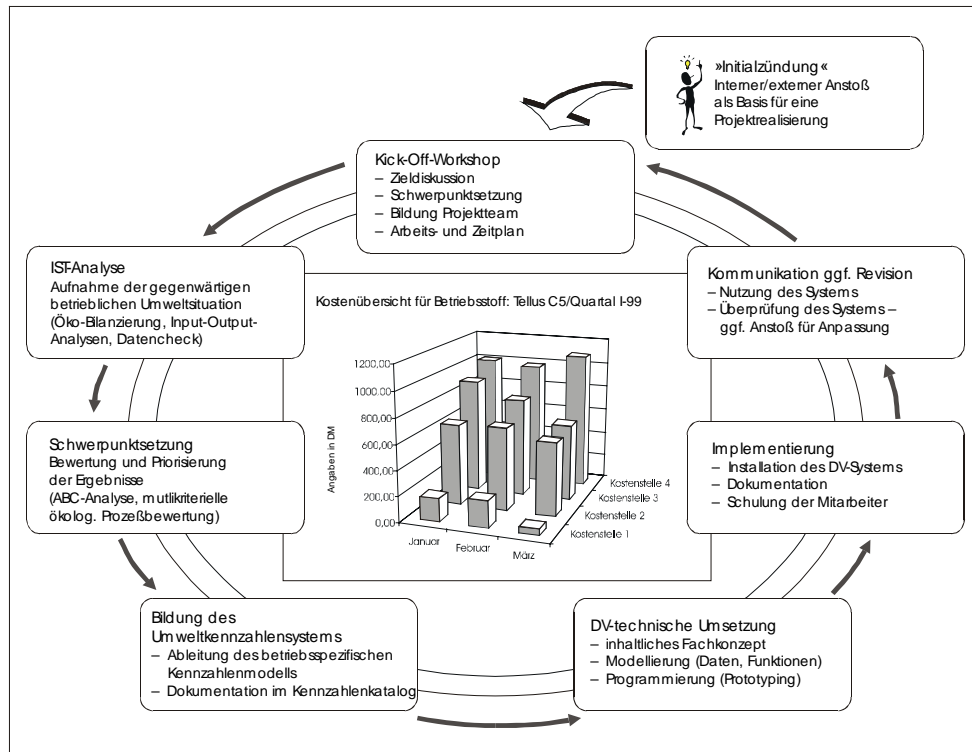 »Initialzündung«
Interner/externer Anstoß
als Basis für eine
Projektrealisierung
Kick-Off-Workshop
– Zieldiskussion
– Schwerpunktsetzung
– Bildung Projektteam
– Arbeits- und Zeitplan
IST-Analyse
Aufnahme der gegenwärtigen
betrieblichen Umweltsituation
(Öko-Bilanzierung, Input-Output-
Analysen, Datencheck)
Schwerpunktsetzung
Bewertung und Priorisierung
der Ergebnisse
(ABC-Analyse, mutlikriterielle
ökolog. Prozeßbewertung)
Bildung des
Umweltkennzahlensystems
– Ableitung des betriebsspezifischen
Kennzahlenmodells
– Dokumentation im Kennzahlenkatalog
DV-technische Umsetzung
– inhaltliches Fachkonzept
– Modellierung (Daten, Funktionen)
– Programmierung (Prototyping)
Implementierung
– Installation des DV-Systems
– Dokumentation
– Schulung der Mitarbeiter
Kommunikation ggf. Revision
– Nutzung des Systems
– Überprüfung des Systems –
ggf. Anstoß für Anpassung
Kostenübersicht für Betriebsstoff: Tellus C5/Quartal I-99
Angaben in DM
1200,00
1000,00
800,00
600,00
400,00
200,00
0,00
Januar
Februar
März
Kostenstelle 4
Kostenstelle 3
Kostenstelle 2
Kostenstelle 1